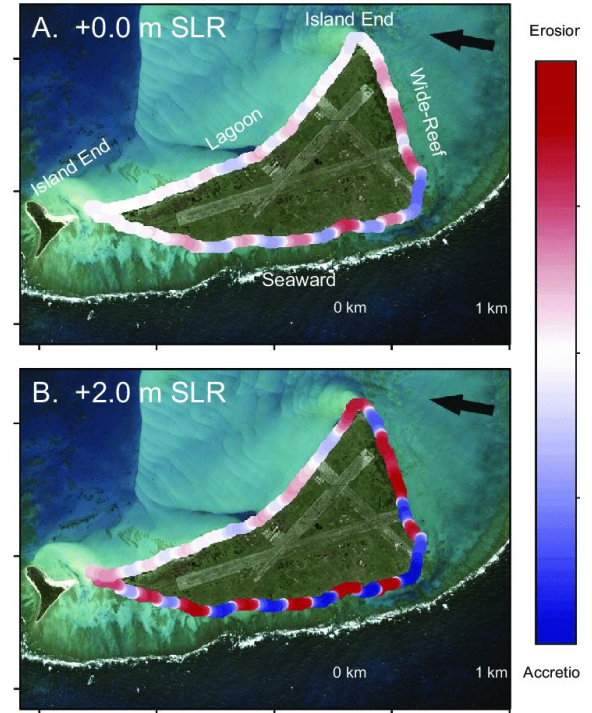 A. +0.0 m SLR
Island End
Erosion
Wide-Reef
Lagoon
Island End
Seaward
0 km
1 km
B. +2.0 m SLR
0 km
1 km
Accretio